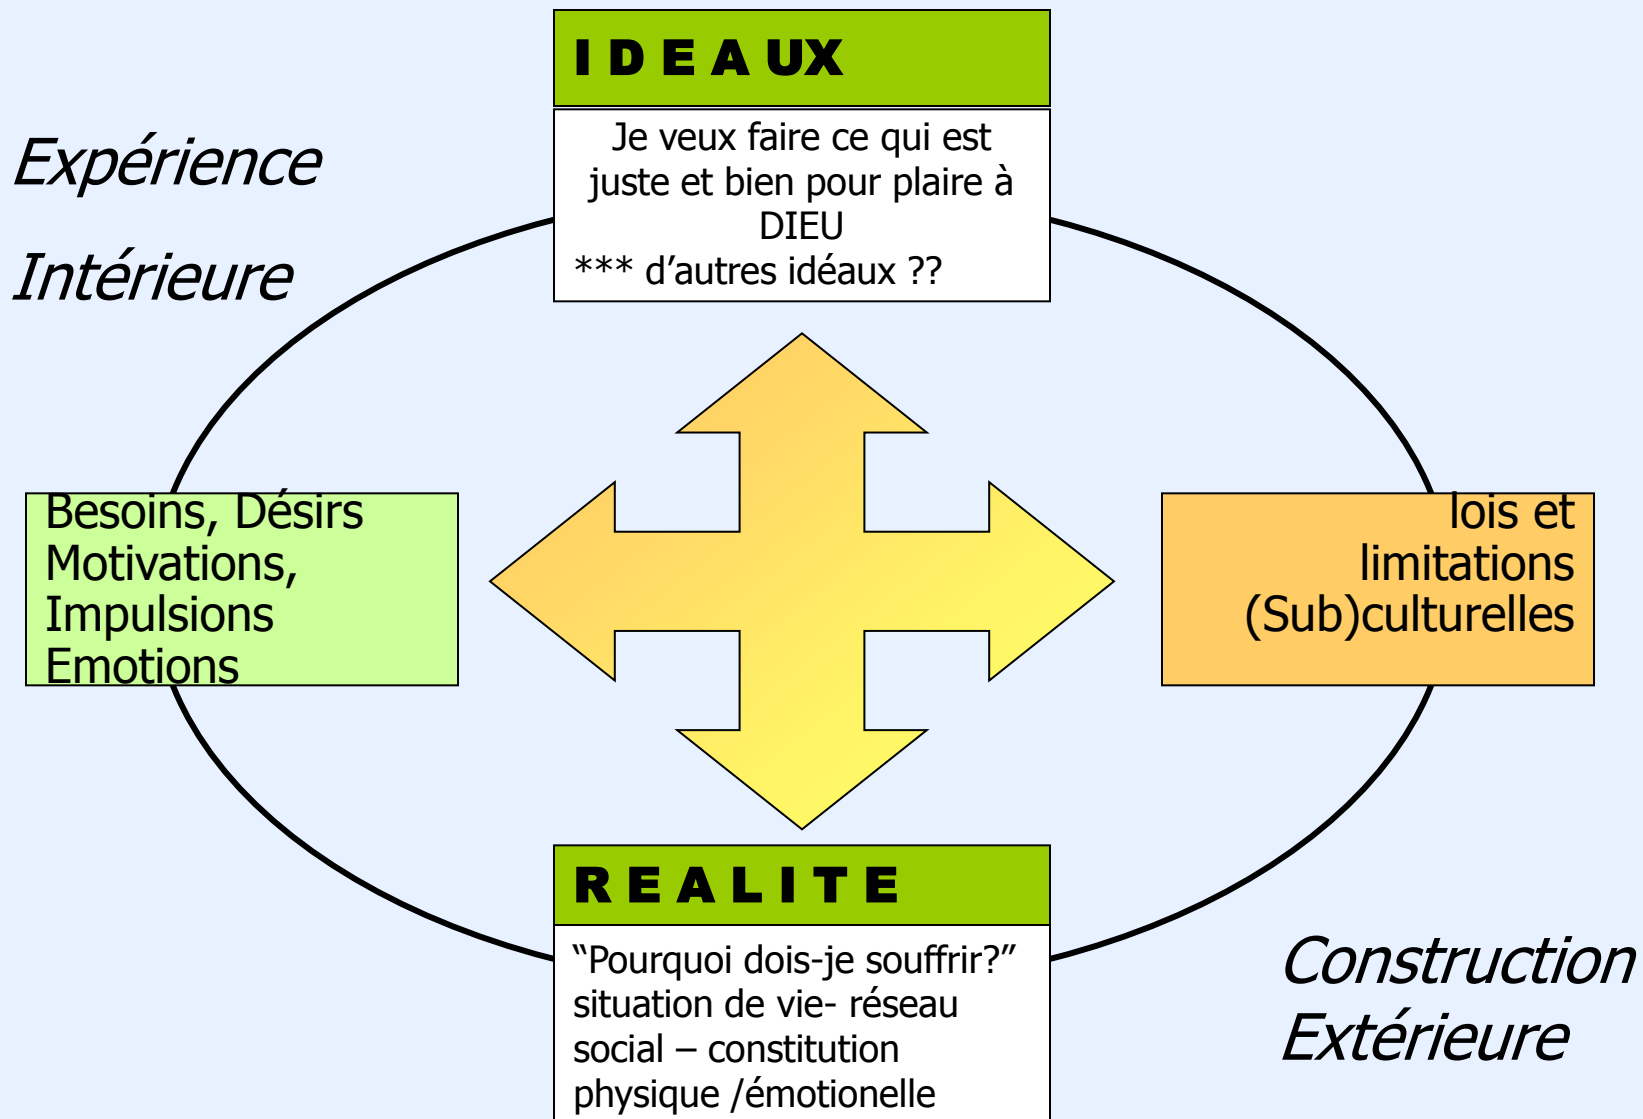 I D E A UX
Je veux faire ce qui est
juste et bien pour plaire à
DIEU
*** d’autres idéaux ??
Expérience
Intérieure
Besoins, Désirs
Motivations,
Impulsions
Emotions
lois et
limitations
(Sub)culturelles
R E A L I T E
“Pourquoi dois-je souffrir?”
situation de vie- réseau
social – constitution
physique /émotionelle
Construction
Extérieure